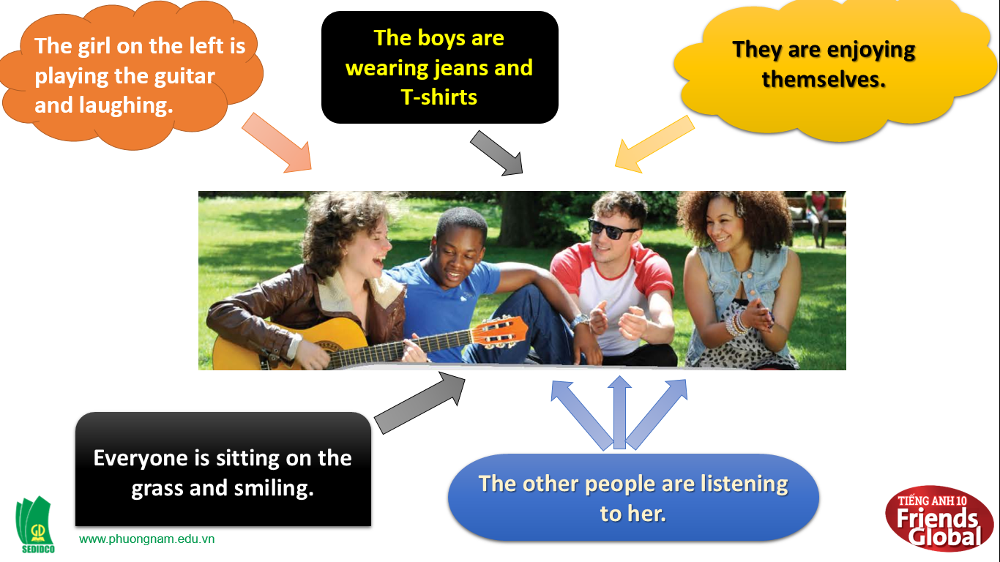 The girl on the left is
playing the guitar
and laughing.
The boys are
wearing jeans and
T-shirts
They are enjoying
themselves.
Everyone is sitting on the
grass and smiling.
The other people are listening
to her.
GD
SEDIDCO
www.phuongnam.edu.vn
TIẾNG ANH 10
Friends
Global